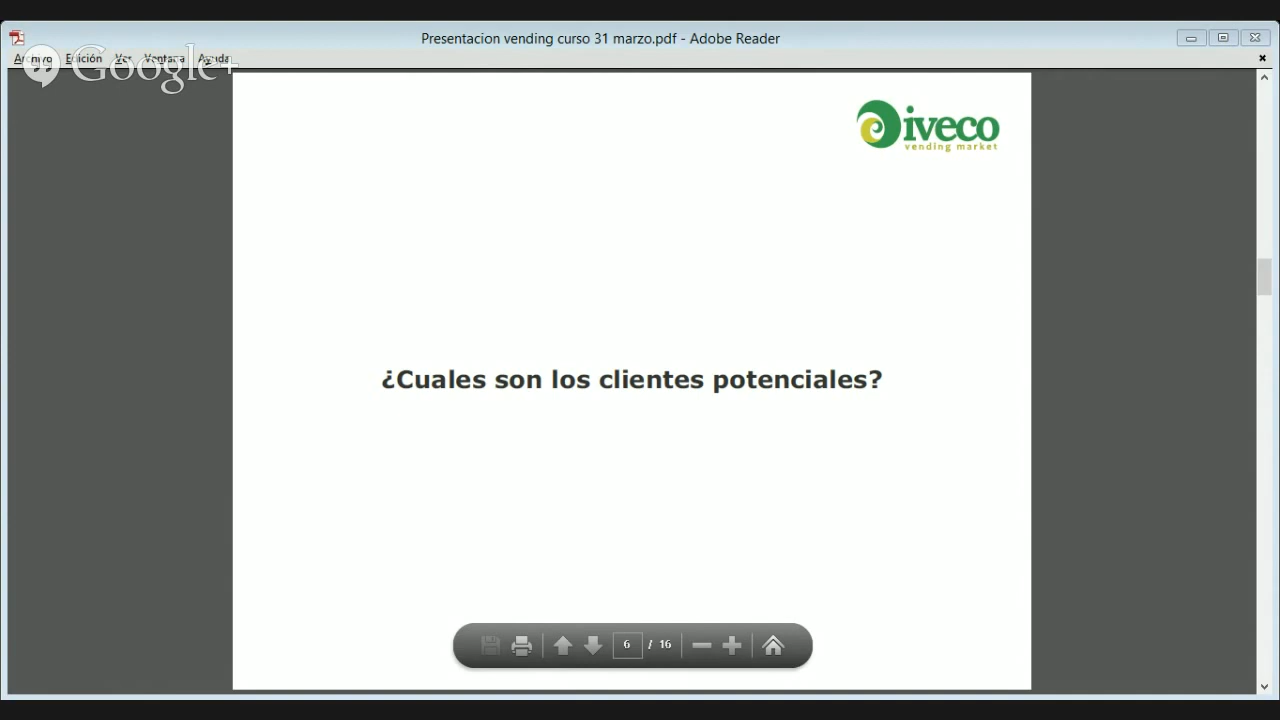 Presentacion vending curso 31 marzo.pdf - Adobe Reader
Archivo Edición Ver Ventana Ayuda
Google+
iveco
vending market
¿Cuales son los clientes potenciales?
6 / 16